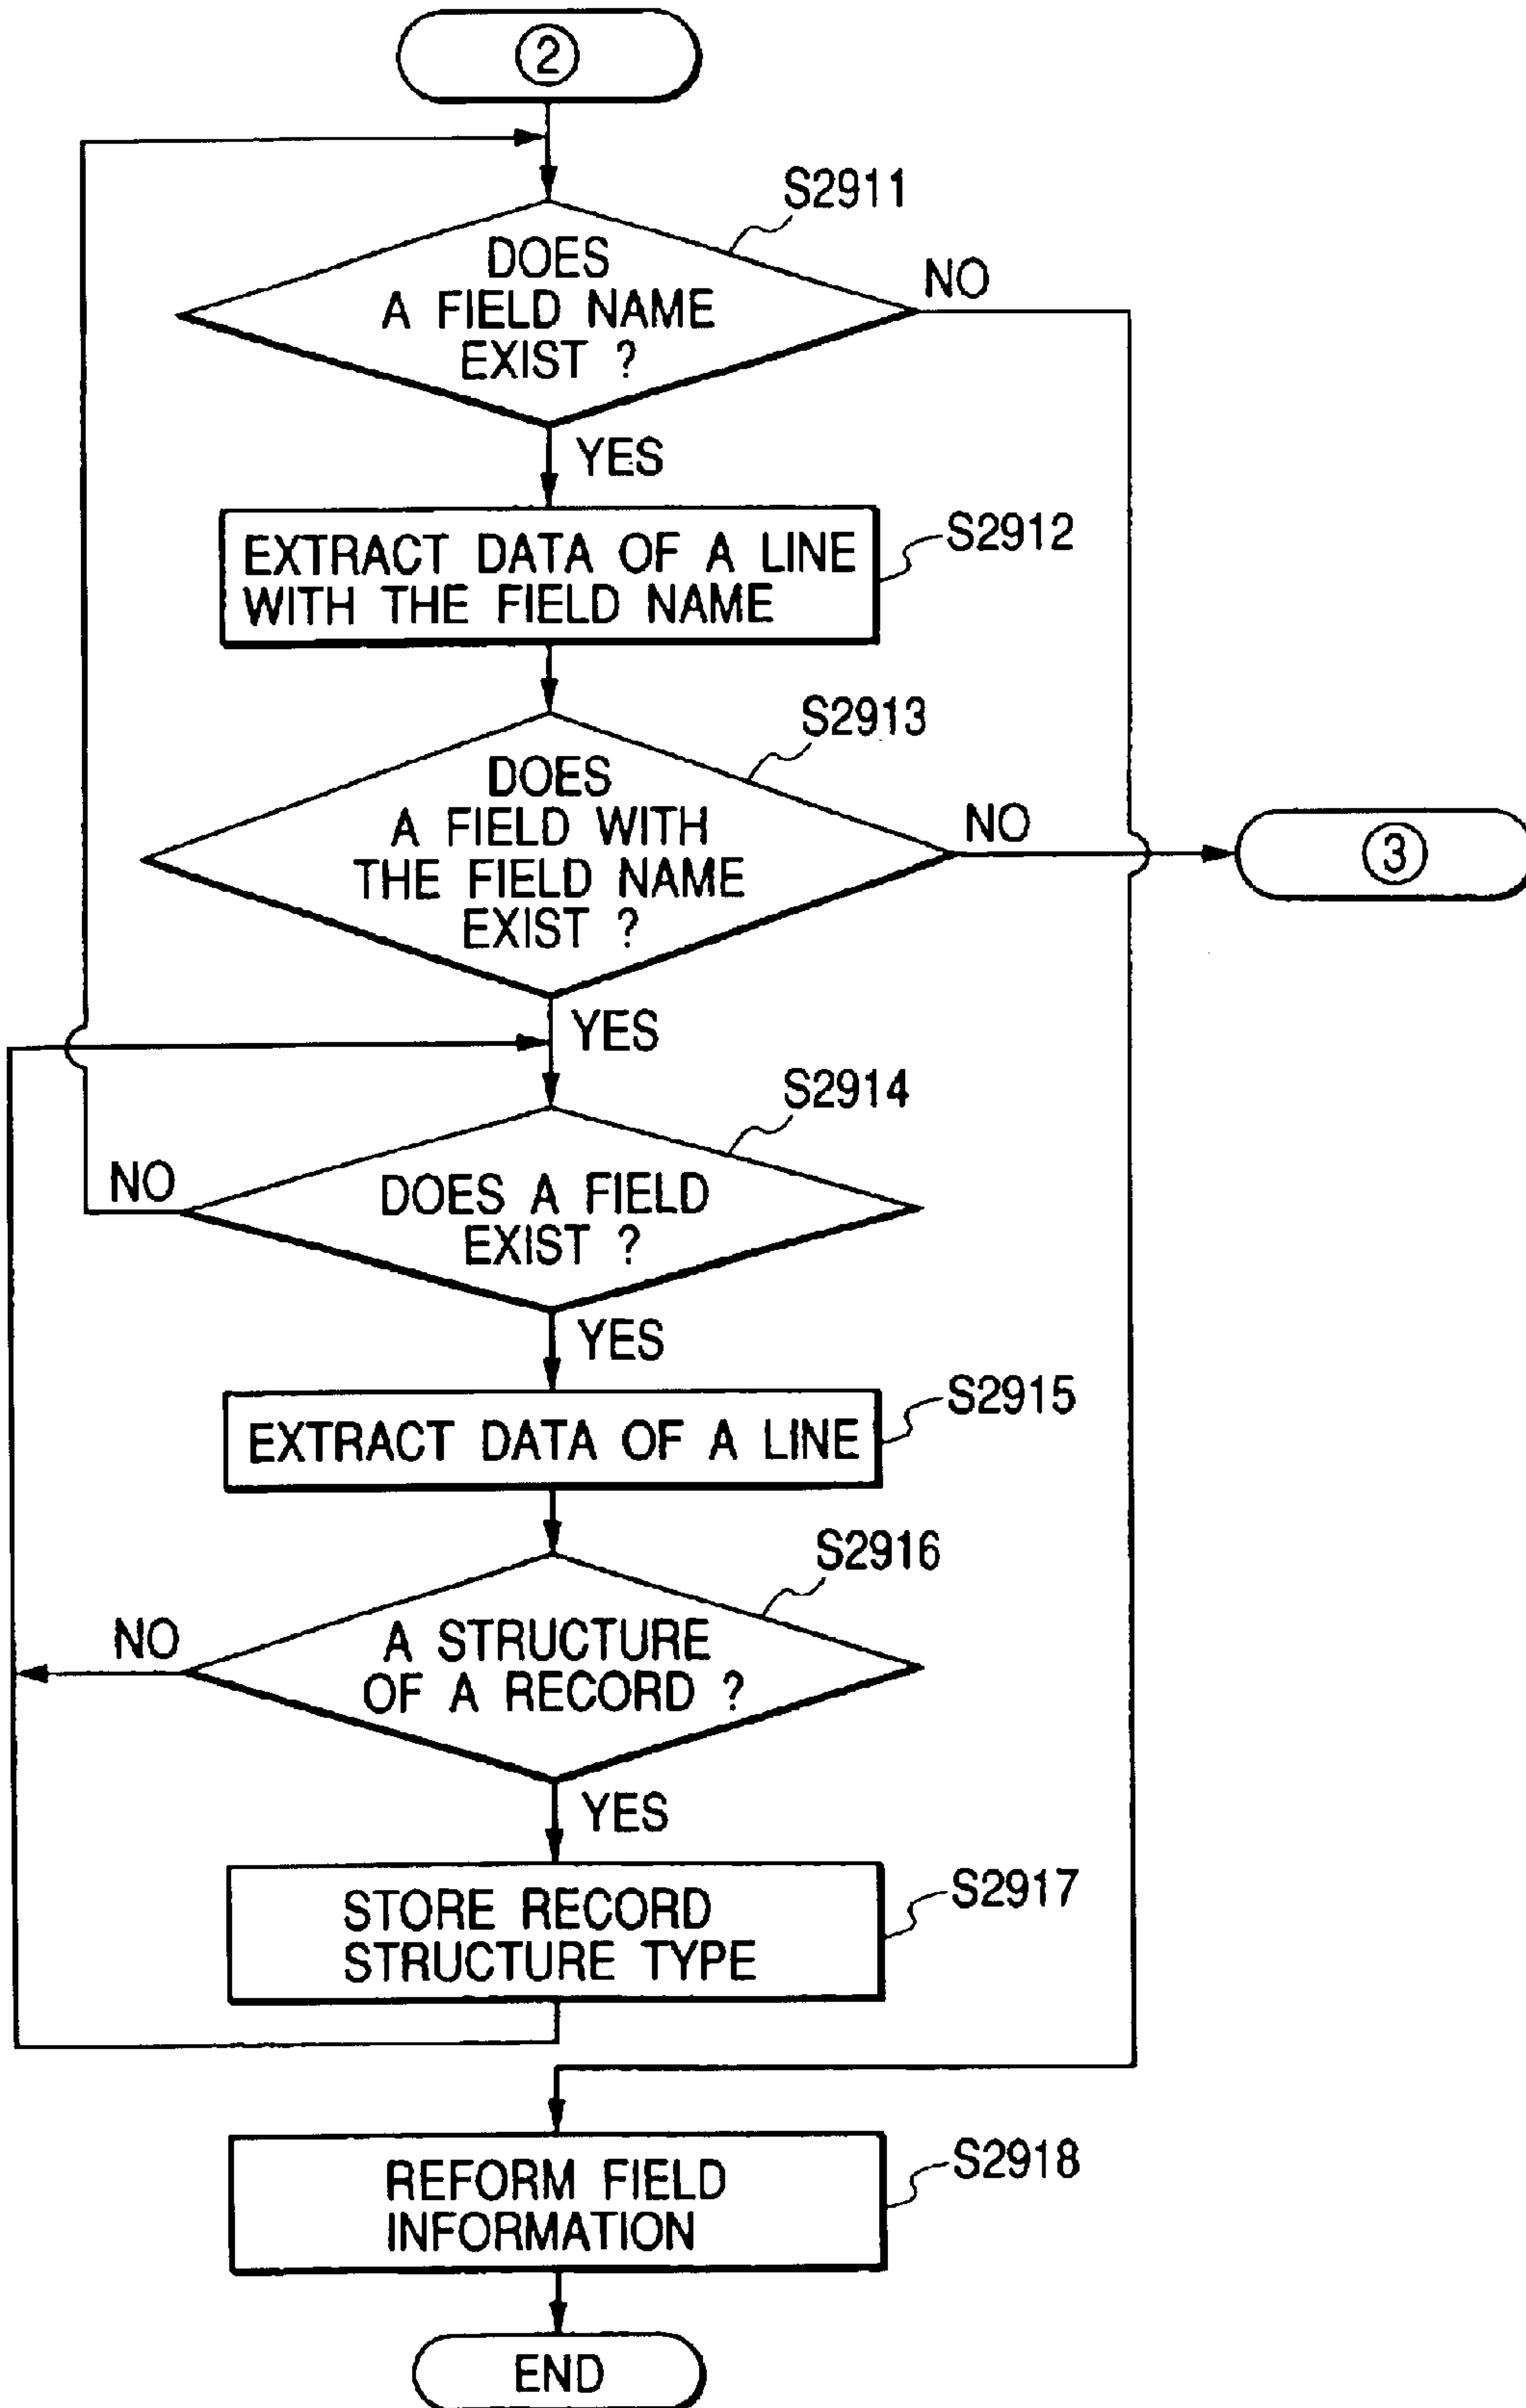 ②
S2911
DOES
A FIELD NAME
EXIST ?
NO
YES
S2912
EXTRACT DATA OF A LINE
WITH THE FIELD NAME
S2913
DOES
A FIELD WITH
THE FIELD NAME
EXIST ?
NO
③
YES
S2914
NO
DOES A FIELD
EXIST ?
YES
S2915
EXTRACT DATA OF A LINE
S2916
NO
A STRUCTURE
OF A RECORD ?
YES
S2917
STORE RECORD
STRUCTURE TYPE
S2918
REFORM FIELD
INFORMATION
END